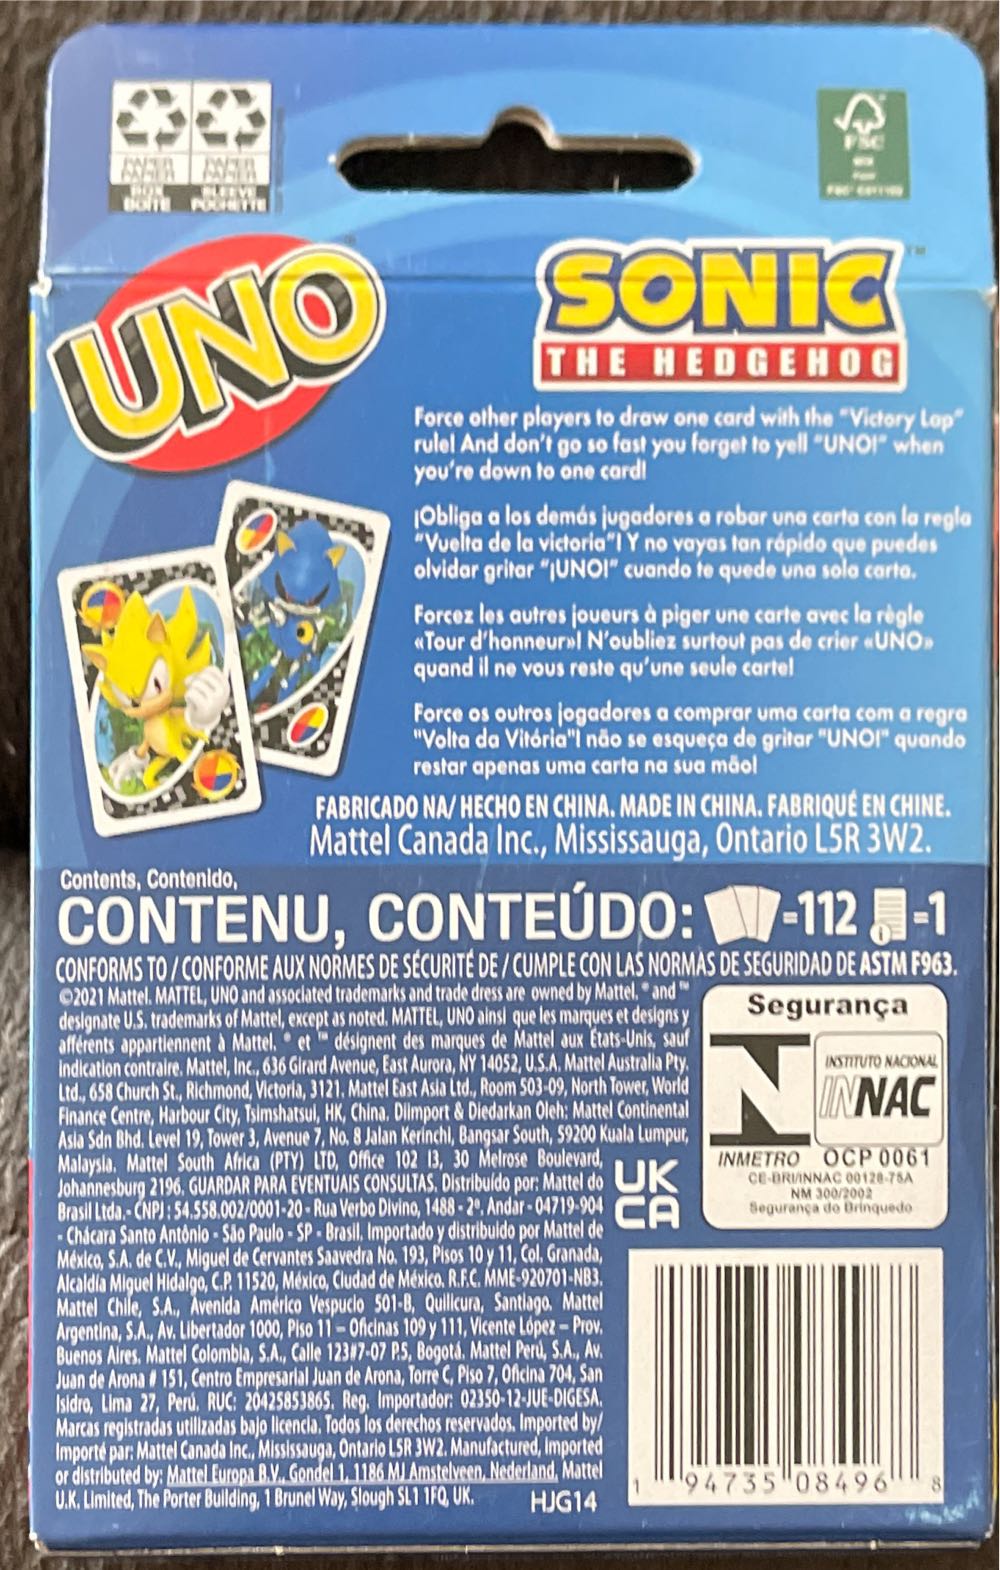 PAPER PAPER
BOX SLEEVE
BOÎTE POCHETTE
FSC
UNO
SONIC™
THE HEDGEHOG
Force other players to draw one card with the "Victory Lap"
rule! And don't go so fast you forget to yell "UNO!" when
you're down to one card!
¡Obliga a los demás jugadores a robar una carta con la regla
"Vuelta de la victoria"! Y no vayas tan rápido que puedes
olvidar gritar "¡UNO!" cuando te quede una sola carta.
Forcez les autres joueurs à piger une carte avec la règle
«Tour d'honneur»! N'oubliez surtout pas de crier «UNO»
quand il ne vous reste qu'une seule carte!
Force os outros jogadores a comprar uma carta com a regra
"Volta da Vitória"! não se esqueça de gritar "UNO!" quando
restar apenas uma carta na sua mão!
FABRICADO NA/ HECHO EN CHINA. MADE IN CHINA. FABRIQUÉ EN CHINE.
Mattel Canada Inc., Mississauga, Ontario L5R 3W2.
Contents, Contenido,
CONTENU, CONTEÚDO: =112 =1
CONFORMS TO / CONFORME AUX NORMES DE SÉCURITÉ DE / CUMPLE CON LAS NORMAS DE SEGURIDAD DE ASTM F963.
©2021 Mattel. MATTEL, UNO and associated trademarks and trade dress are owned by Mattel. ® and ™
designate U.S. trademarks of Mattel, except as noted. MATTEL, UNO ainsi que les marques et designs y
afférents appartiennent à Mattel. ® et ™ désignent des marques de Mattel aux États-Unis, sauf
indication contraire. Mattel, Inc., 636 Girard Avenue, East Aurora, NY 14052, U.S.A. Mattel Australia Pty.
Ltd., 658 Church St., Richmond, Victoria, 3121. Mattel East Asia Ltd., Room 503-09, North Tower, World
Finance Centre, Harbour City, Tsimshatsui, HK, China. Diimport & Diedarkan Oleh: Mattel Continental
Asia Sdn Bhd. Level 19, Tower 3, Avenue 7, No. 8 Jalan Kerinchi, Bangsar South, 59200 Kuala Lumpur,
Malaysia. Mattel South Africa (PTY) LTD, Office 102 I3, 30 Melrose Boulevard,
Johannesburg 2196. GUARDAR PARA EVENTUAIS CONSULTAS. Distribuído por: Mattel do
Brasil Ltda.- CNPJ : 54.558.002/0001-20 - Rua Verbo Divino, 1488 - 2º. Andar - 04719-904
- Chácara Santo Antônio - São Paulo - SP - Brasil. Importado y distribuido por Mattel de
México, S.A. de C.V., Miguel de Cervantes Saavedra No. 193, Pisos 10 y 11, Col. Granada,
Alcaldía Miguel Hidalgo, C.P. 11520, México, Ciudad de México. R.F.C. MME-920701-NB3.
Mattel Chile, S.A., Avenida Américo Vespucio 501-B, Quilicura, Santiago. Mattel
Argentina, S.A., Av. Libertador 1000, Piso 11 – Oficinas 109 y 111, Vicente López – Prov.
Buenos Aires. Mattel Colombia, S.A., Calle 123#7-07 P.5, Bogotá. Mattel Perú, S.A., Av.
Juan de Arona # 151, Centro Empresarial Juan de Arona, Torre C, Piso 7, Oficina 704, San
Isidro, Lima 27, Perú. RUC: 20425853865. Reg. Importador: 02350-12-JUE-DIGESA.
Marcas registradas utilizadas bajo licencia. Todos los derechos reservados. Imported by/
Importé par: Mattel Canada Inc., Mississauga, Ontario L5R 3W2. Manufactured, imported
or distributed by: Mattel Europa B.V., Gondel 1, 1186 MJ Amstelveen, Nederland. Mattel
U.K. Limited, The Porter Building, 1 Brunel Way, Slough SL1 1FQ, UK.
HJG14
UK
CA
Segurança
INSTITUTO NACIONAL
INNAC
INMETRO OCP 0061
CE-BRI/INNAC 00128-75A
NM 300/2002
Segurança do Brinquedo
1 94735 08496 8